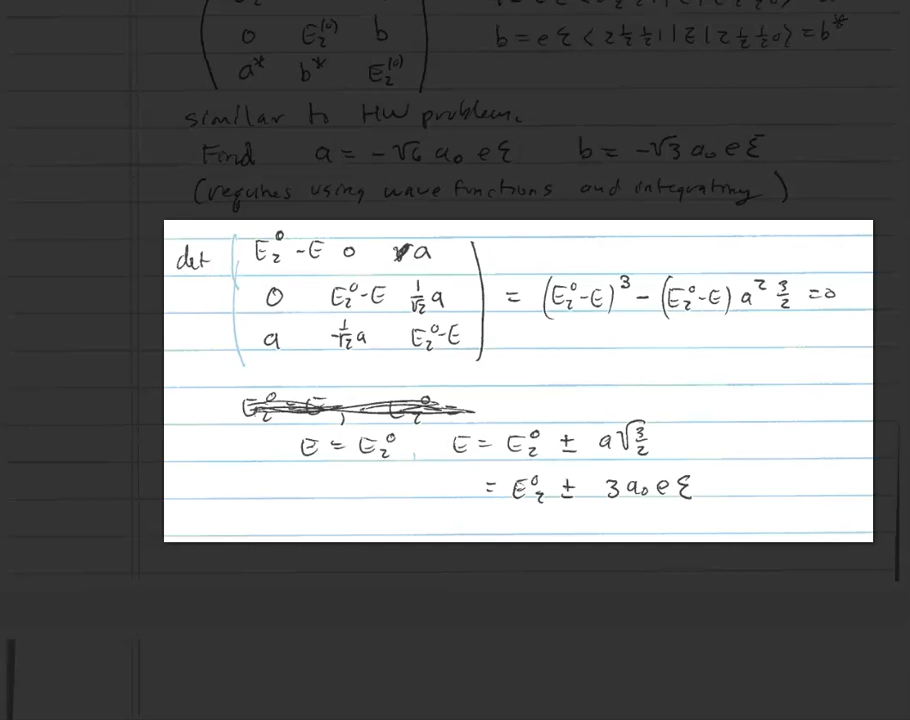 0 E₂⁽⁰⁾ b
b = eℰ < 2 ½ ½ 1 | Z | 2 ½ ½ 0 > = b*
a* b* E₂⁽⁰⁾
similar to HW problem.
Find a = -√6 a₀ eℰ b = -√3 a₀ eℰ
(requires using wave functions and integrating)
det | E₂⁰-E 0 a |
| 0 E₂⁰-E 1/√2 a | = (E₂⁰-E)³ - (E₂⁰-E) a² 3/2 = 0
| a 1/√2 a E₂⁰-E |
E = E₂⁰, E = E₂⁰ ± a√3/2
= E₂⁰ ± 3 a₀ e ℰ